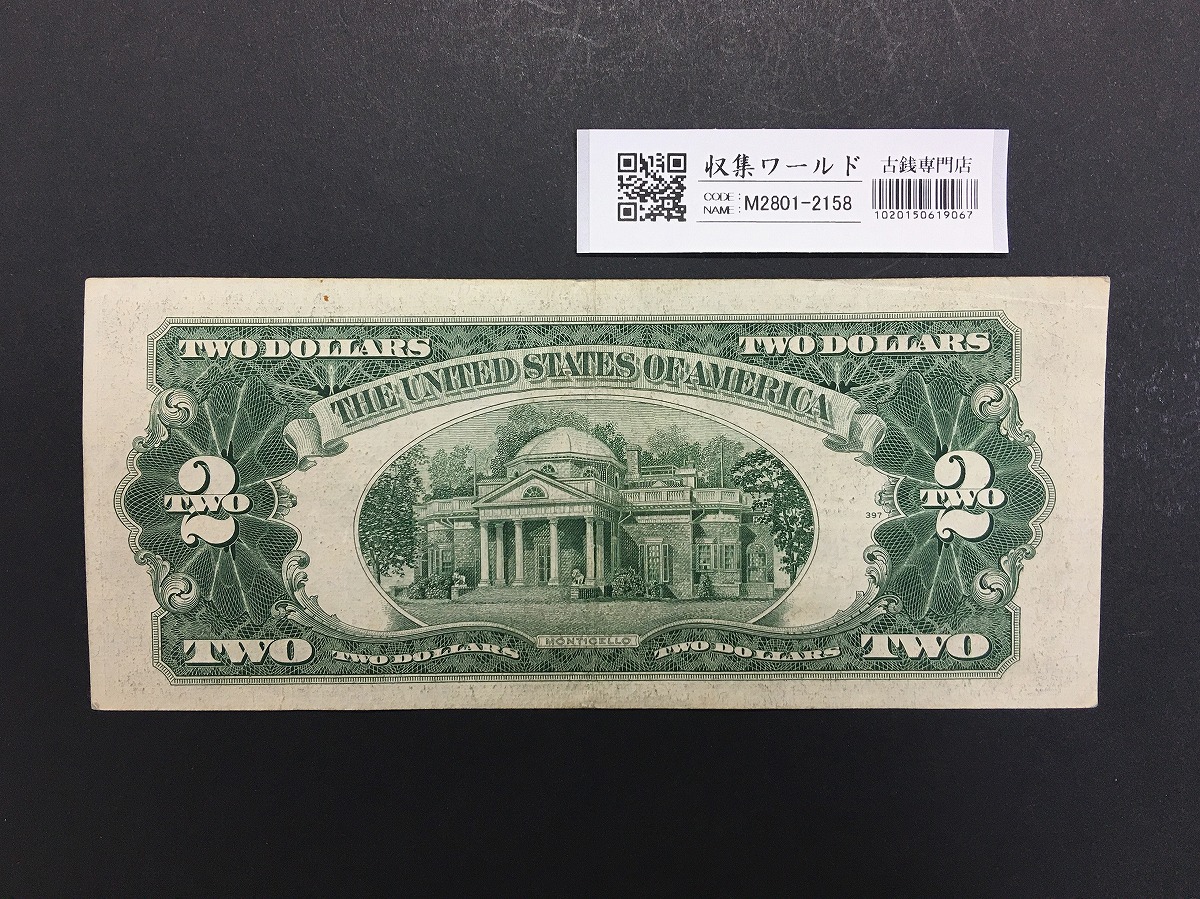 収集ワールド 古銭専門店
CODE:
NAME: M2801-2158
1020150619067
TWO DOLLARS TWO DOLLARS
THE UNITED STATES OF AMERICA
2 TWO
2 TWO
397
MONTICELLO
TWO TWO DOLLARS TWO DOLLARS TWO